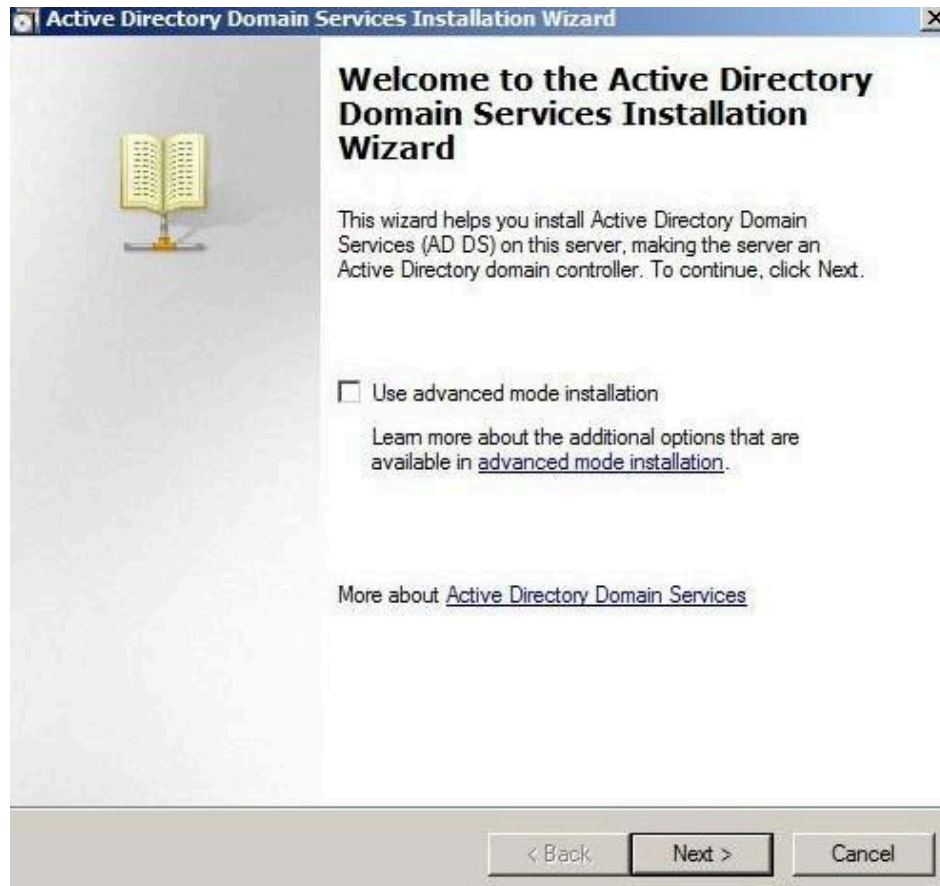 Active Directory Domain Services Installation Wizard
Welcome to the Active Directory
Domain Services Installation
Wizard
This wizard helps you install Active Directory Domain
Services (AD DS) on this server, making the server an
Active Directory domain controller. To continue, click Next.
Use advanced mode installation
Learn more about the additional options that are
available in advanced mode installation.
More about Active Directory Domain Services
< Back
Next >
Cancel